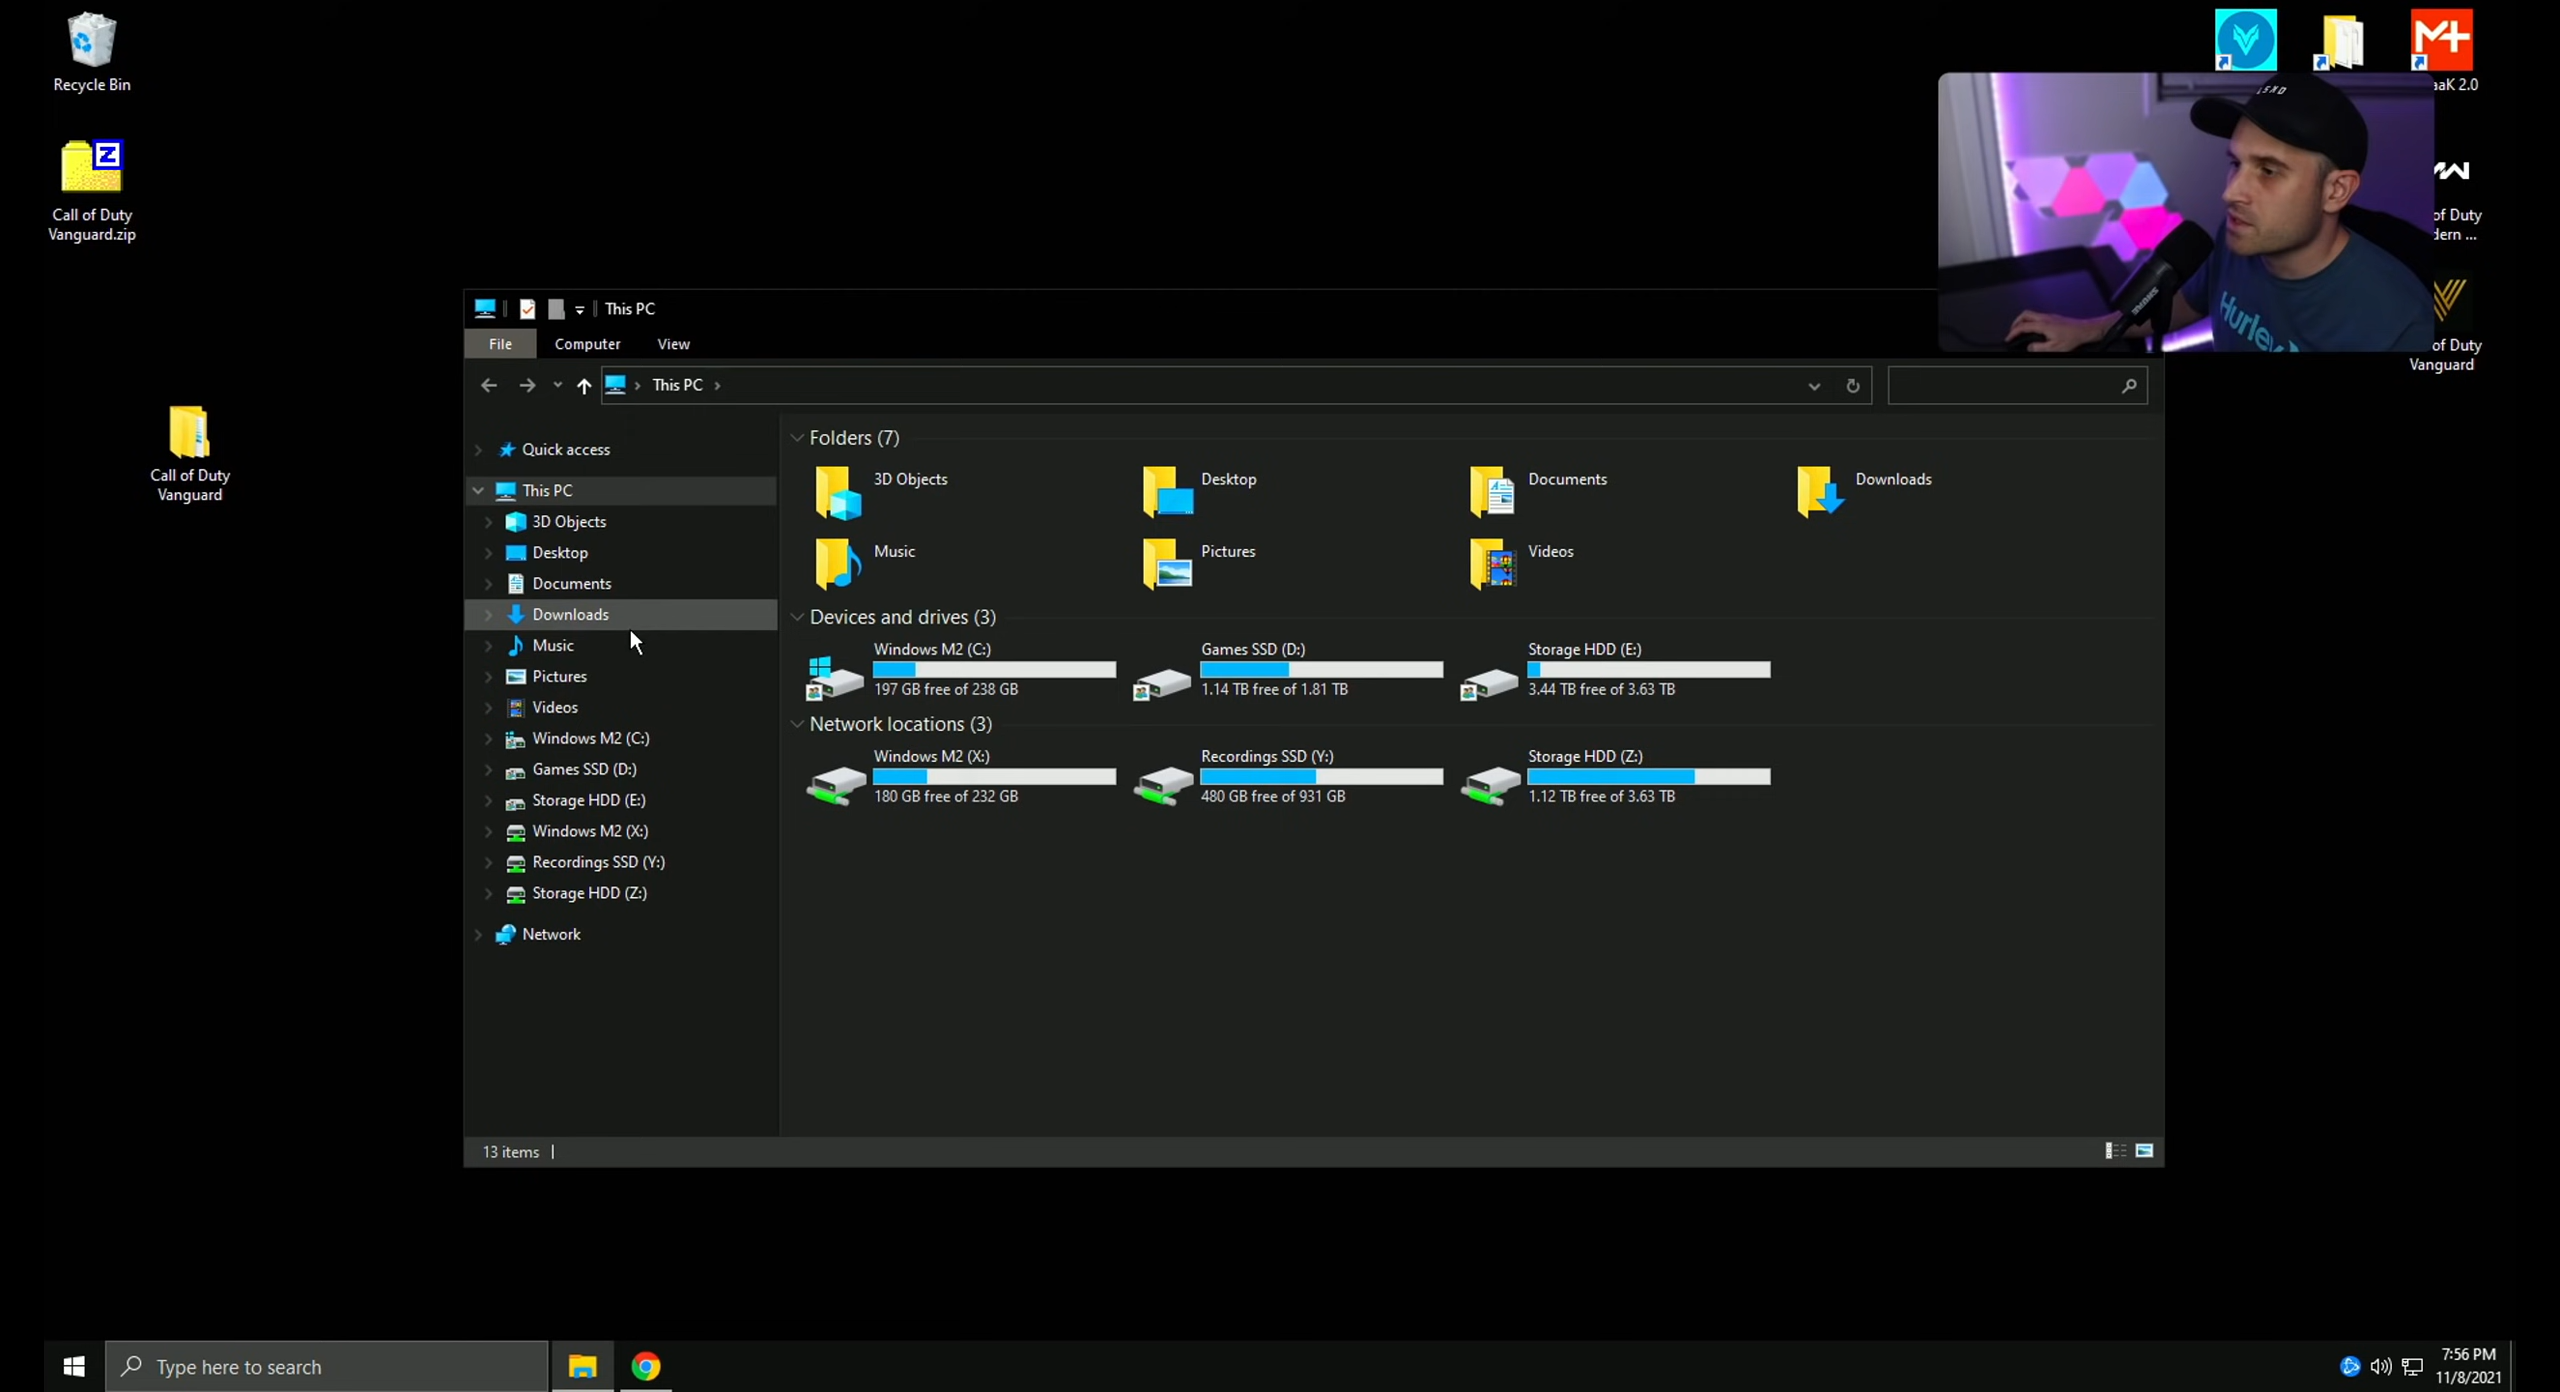 Recycle Bin
Call of Duty
Vanguard.zip
Call of Duty
Vanguard
aaK 2.0
of Duty
dern ...
of Duty
Vanguard
Hurley
This PC
File
Computer
View
This PC
Quick access
This PC
3D Objects
Desktop
Documents
Downloads
Music
Pictures
Videos
Windows M2 (C:)
Games SSD (D:)
Storage HDD (E:)
Windows M2 (X:)
Recordings SSD (Y:)
Storage HDD (Z:)
Network
Folders (7)
3D Objects
Desktop
Documents
Downloads
Music
Pictures
Videos
Devices and drives (3)
Windows M2 (C:)
197 GB free of 238 GB
Games SSD (D:)
1.14 TB free of 1.81 TB
Storage HDD (E:)
3.44 TB free of 3.63 TB
Network locations (3)
Windows M2 (X:)
180 GB free of 232 GB
Recordings SSD (Y:)
480 GB free of 931 GB
Storage HDD (Z:)
1.12 TB free of 3.63 TB
13 items
Type here to search
7:56 PM
11/8/2021